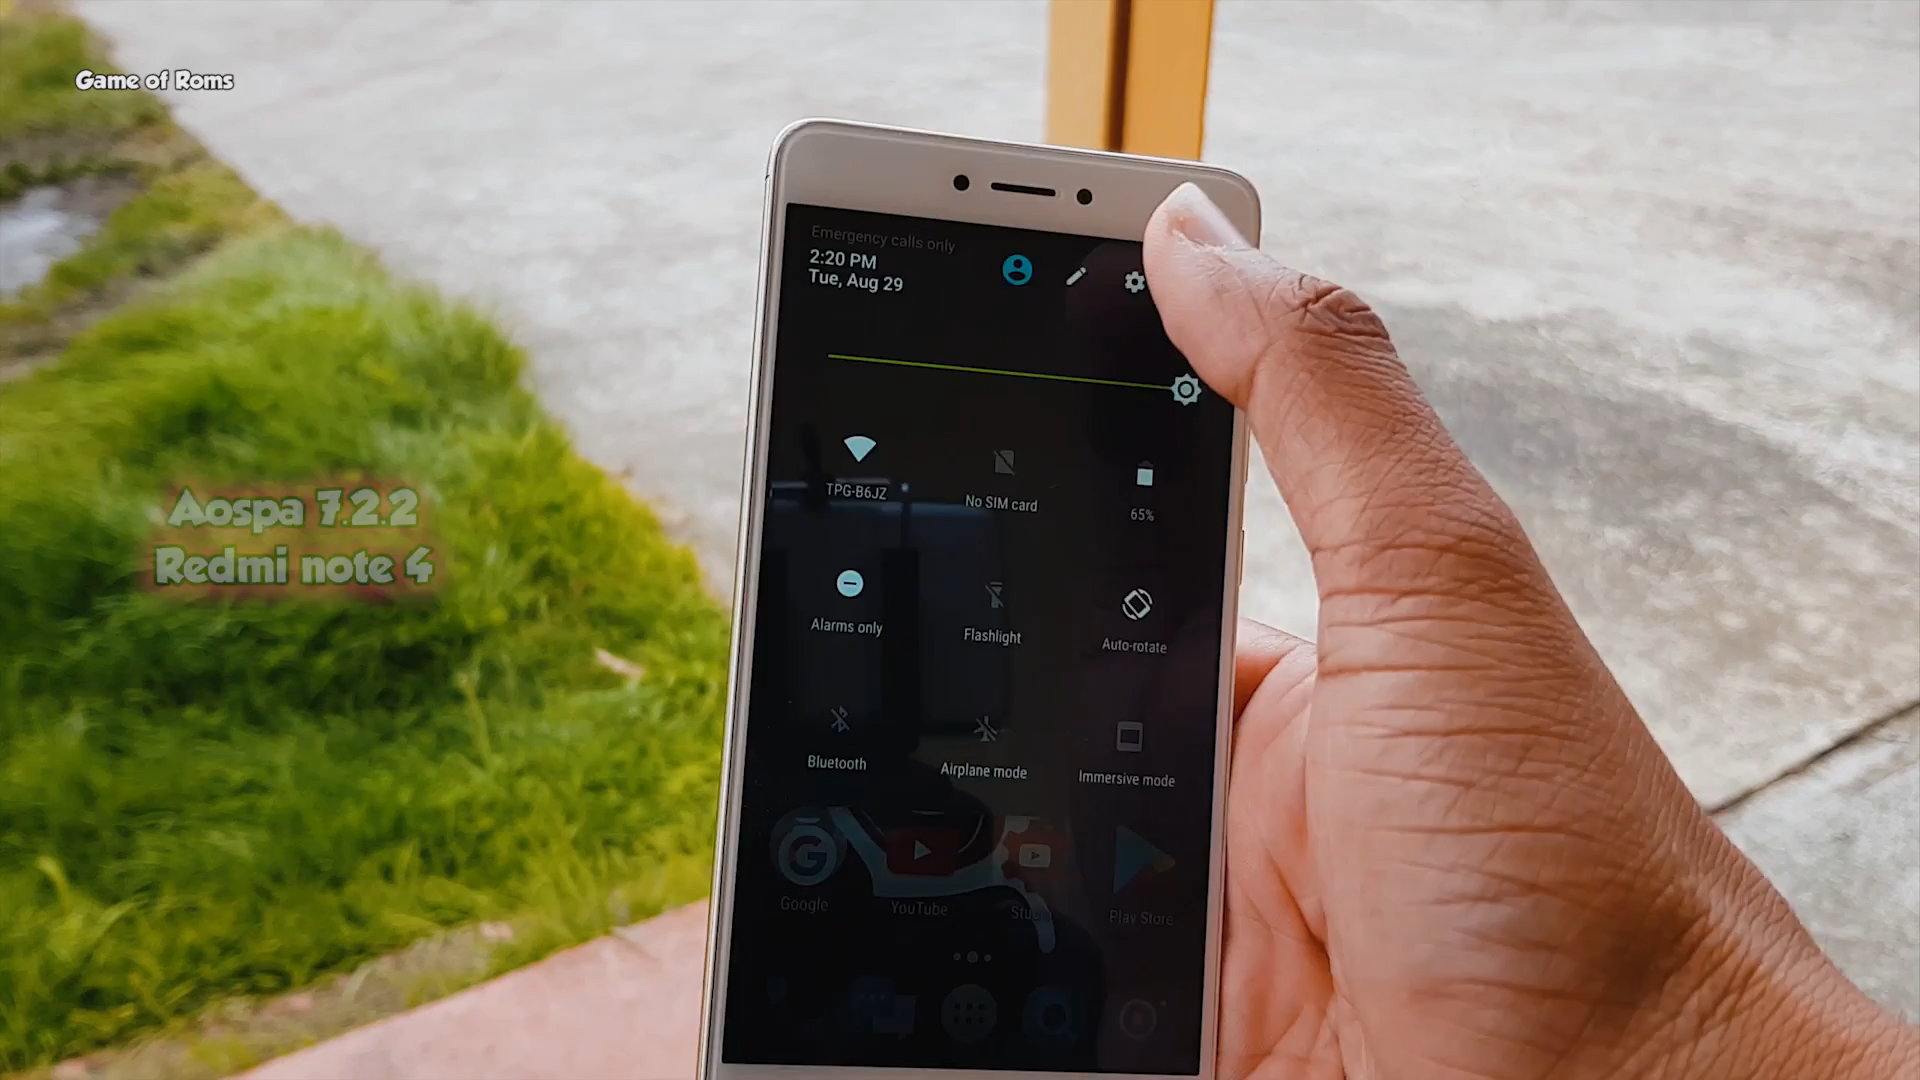 Game of Roms
Emergency calls only
2:20 PM
Tue, Aug 29
TPG-B6JZ
No SIM card
65%
Aospa 7.2.2
Redmi note 4
Alarms only
Flashlight
Auto-rotate
Bluetooth
Airplane mode
Immersive mode
Google
YouTube
Studio
Play Store